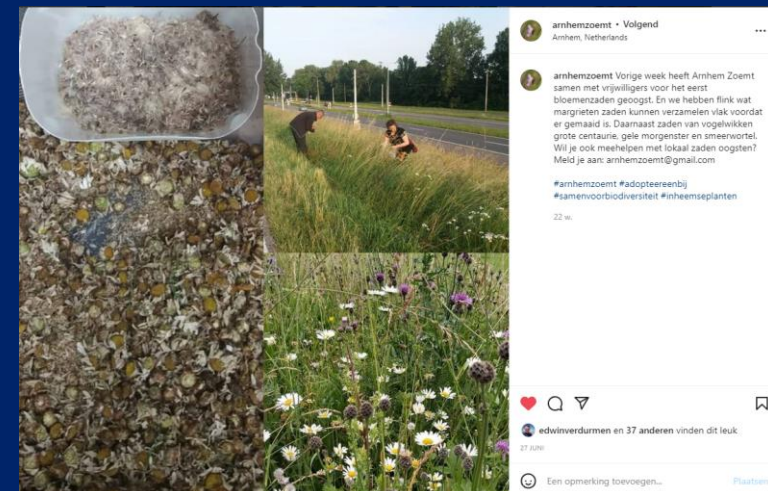 arnhemzoemt • Volgend
Arnhem, Netherlands
arnhemzoemt Vorige week heeft Arnhem Zoemt
samen met vrijwilligers voor het eerst
bloemenzaden geoogst. En we hebben flink wat
margrieten zaden kunnen verzamelen vlak voordat
er gemaaid is. Daarnaast zaden van vogelwikken
grote centaurie, gele morgenster en smeerwortel.
Wil je ook meehelpen met lokaal zaden oogsten?
Meld je aan: arnhemzoemt@gmail.com
#arnhemzoemt #adopteereenbij
#samenvoorbiodiversiteit #inheemseplanten
22 w.
edwinverdurmen en 37 anderen vinden dit leuk
27 JUNI
Een opmerking toevoegen...
Plaatsen